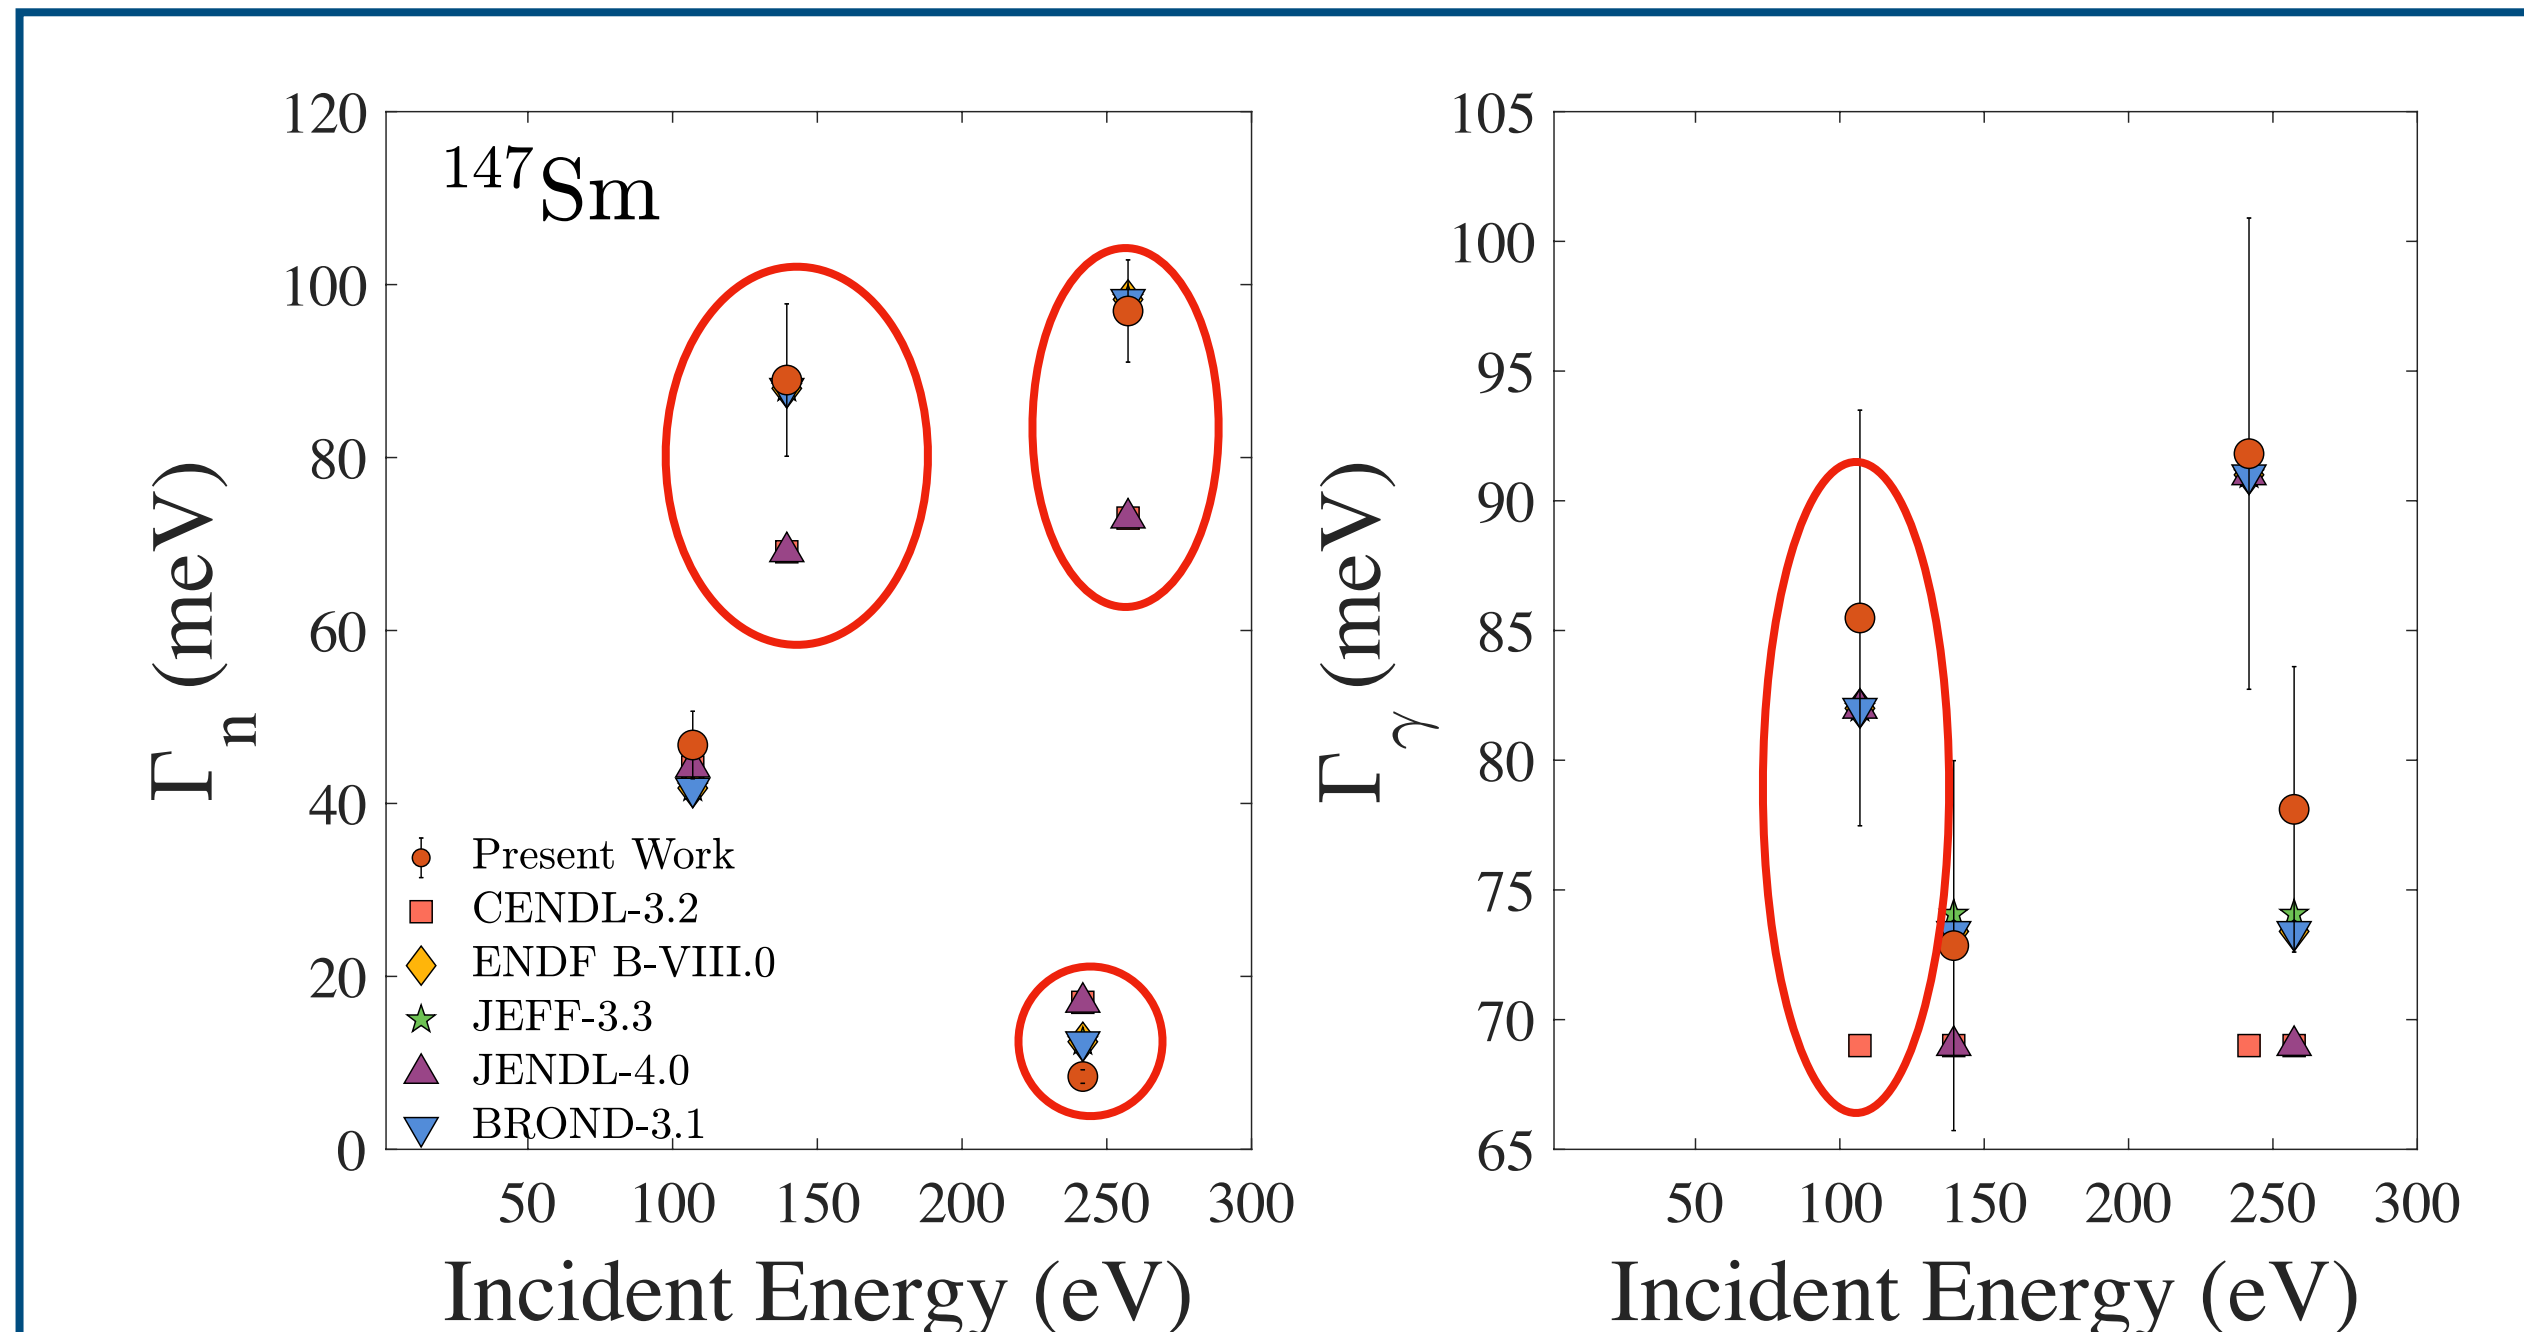 120
100
80
60
40
20
0
¹⁴⁷Sm
Γn (meV)
Present Work
CENDL-3.2
ENDF B-VIII.0
JEFF-3.3
JENDL-4.0
BROND-3.1
50 100 150 200 250 300
Incident Energy (eV)
105
100
95
90
85
80
75
70
65
Γγ (meV)
50 100 150 200 250 300
Incident Energy (eV)